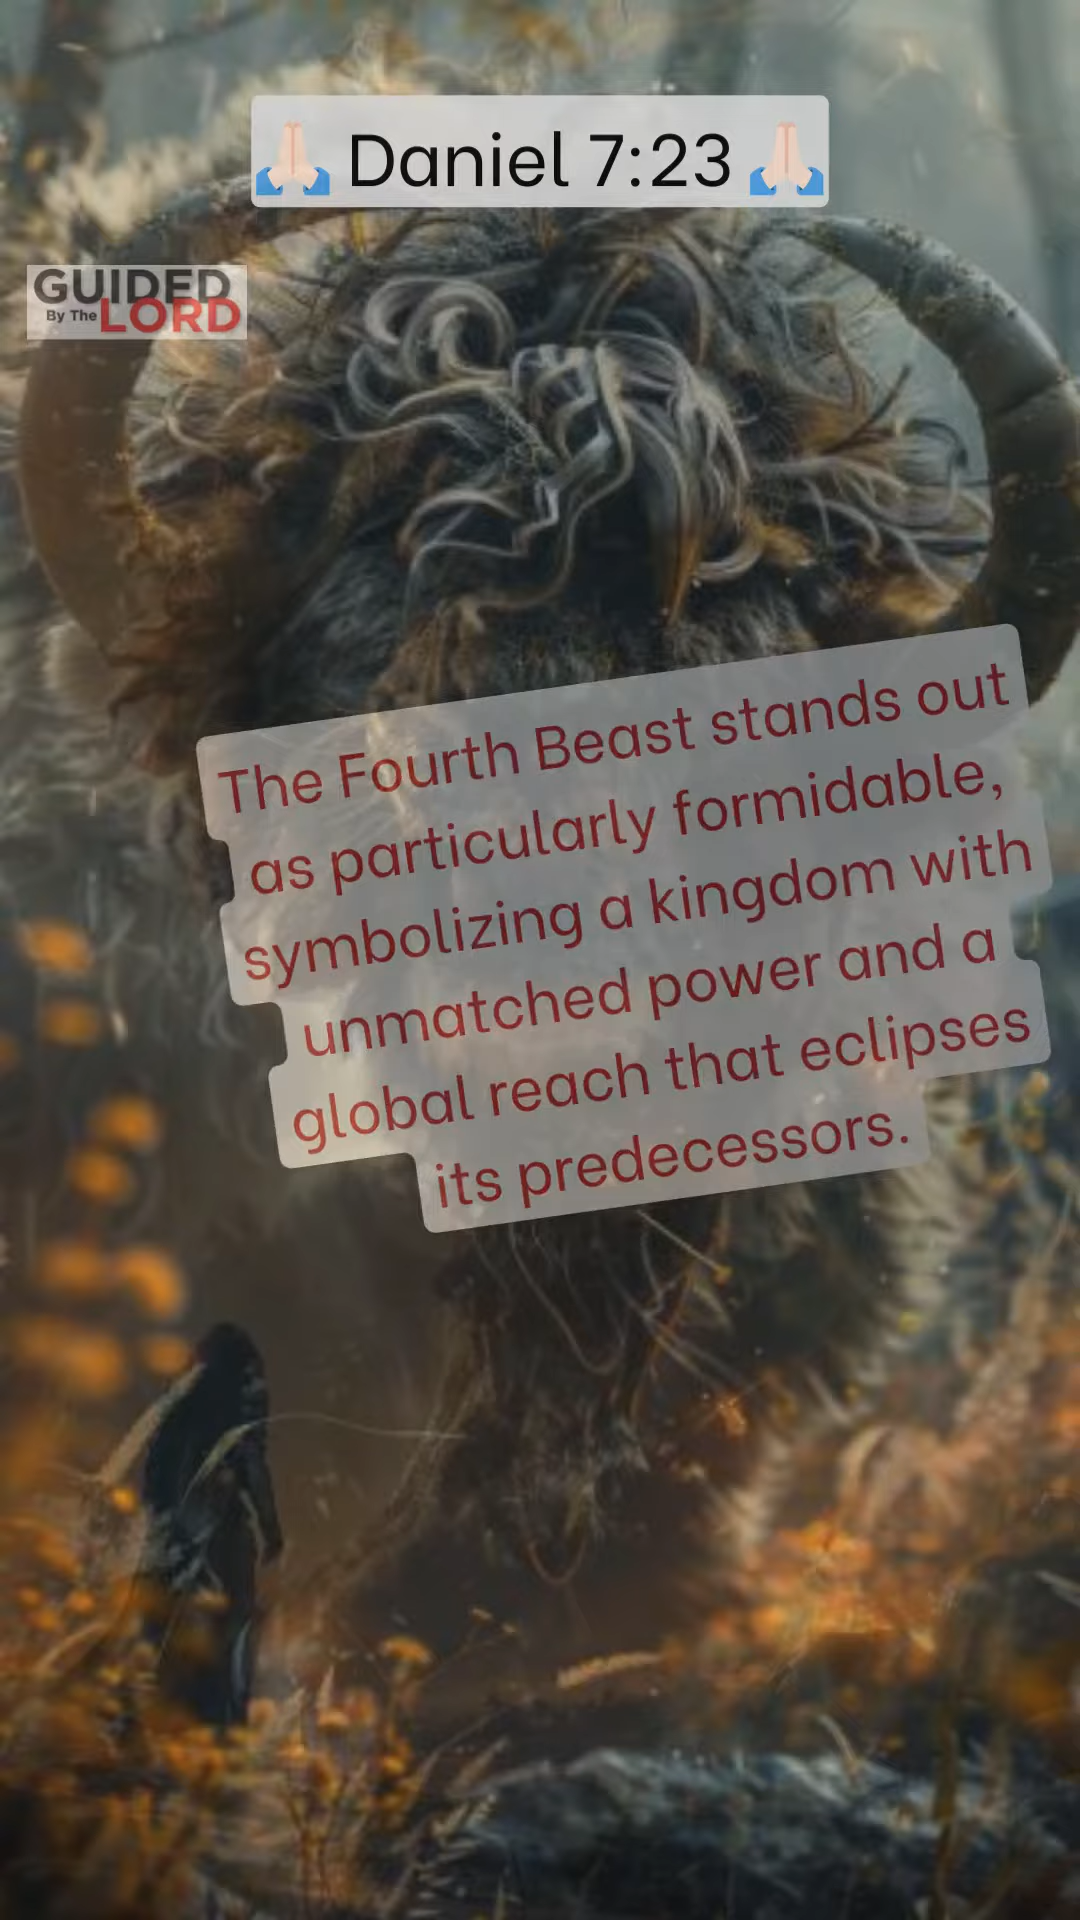 🙏🏻 Daniel 7:23 🙏🏻
GUIDED
By The LORD
The Fourth Beast stands out
as particularly formidable,
symbolizing a kingdom with
unmatched power and a
global reach that eclipses
its predecessors.